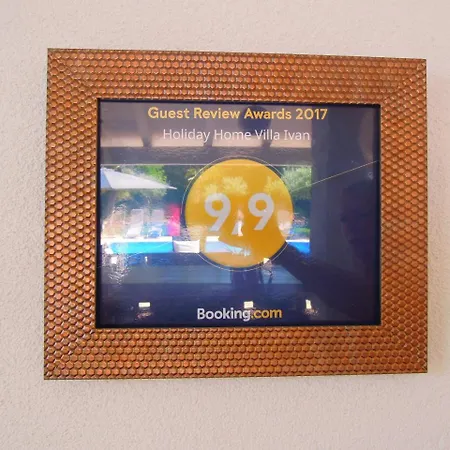 Guest Review Awards 2017
Holiday Home Villa Ivan
9,9
Booking.com